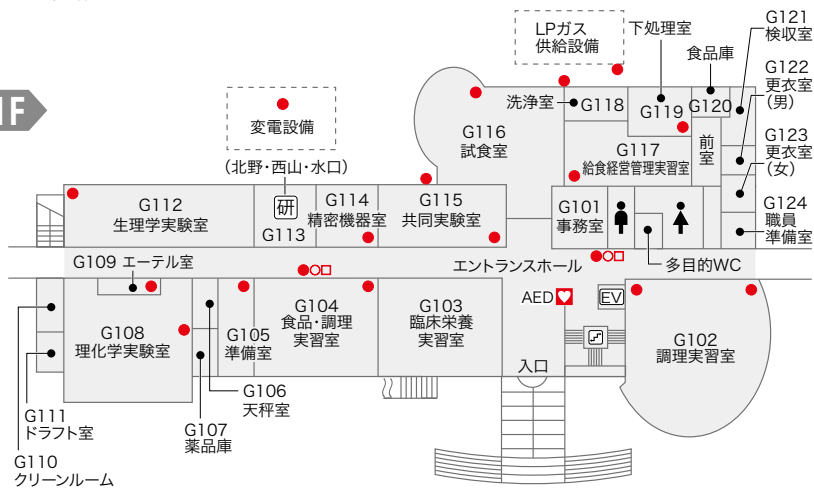 1F
変電設備
(北野・西山・水口)
研
G113
G112
生理学実験室
G114
精密機器室
G115
共同実験室
G116
試食室
LPガス
供給設備
下処理室
食品庫
洗浄室
G118
G119
G120
G117
給食経営管理実習室
前室
G101
事務室
G121
検収室
G122
更衣室
(男)
G123
更衣室
(女)
G124
職員
準備室
多目的WC
エントランスホール
AED
EV
入口
G109 エーテル室
G108
理化学実験室
G105
準備室
G104
食品・調理
実習室
G103
臨床栄養
実習室
G102
調理実習室
G106
天秤室
G107
薬品庫
G111
ドラフト室
G110
クリーンルーム